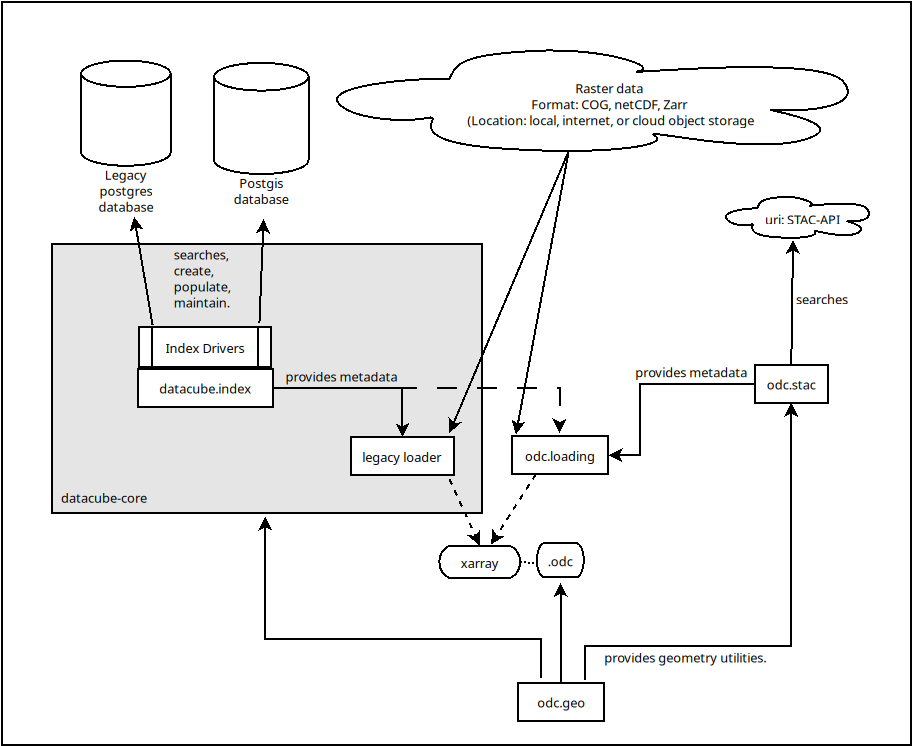 Raster data
Format: COG, netCDF, Zarr
(Location: local, internet, or cloud object storage
Legacy
postgres
database
Postgis
database
uri: STAC-API
searches,
create,
populate,
maintain.
searches
Index Drivers
datacube.index
provides metadata
provides metadata
odc.stac
legacy loader
odc.loading
datacube-core
xarray
.odc
provides geometry utilities.
odc.geo